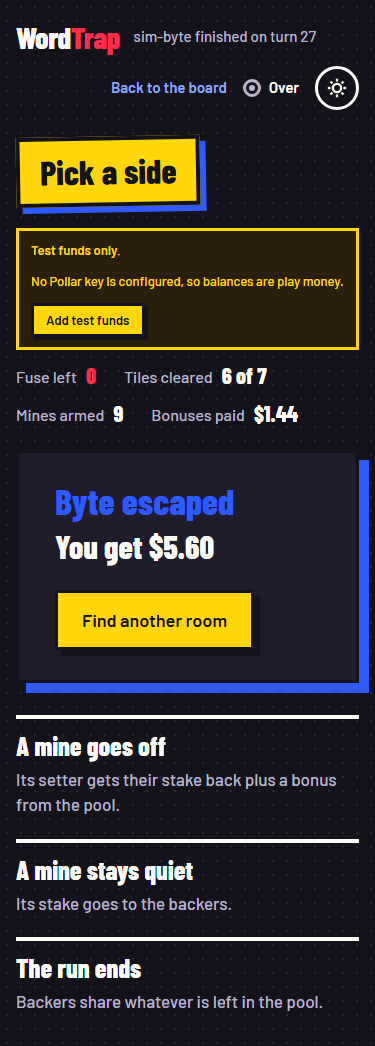 WordTrap sim-byte finished on turn 27
Back to the board Over
Pick a side
Test funds only.
No Pollar key is configured, so balances are play money.
Add test funds
Fuse left 0 Tiles cleared 6 of 7
Mines armed 9 Bonuses paid $1.44
Byte escaped
You get $5.60
Find another room
A mine goes off
Its setter gets their stake back plus a bonus
from the pool.
A mine stays quiet
Its stake goes to the backers.
The run ends
Backers share whatever is left in the pool.